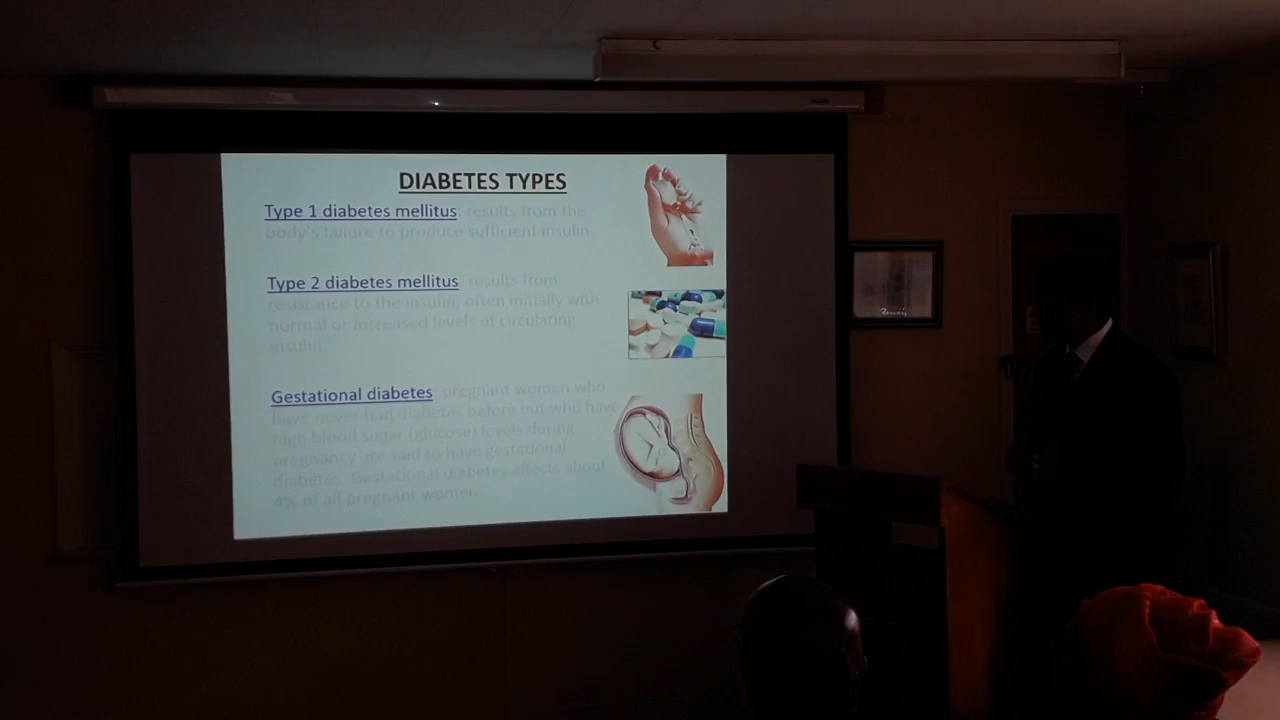 DIABETES TYPES
Type 1 diabetes mellitus: results from the
body's failure to produce sufficient insulin.
Type 2 diabetes mellitus: results from
resistance to the insulin, often initially with
normal or increased levels of circulating
insulin.
Gestational diabetes: pregnant women who
have never had diabetes before but who have
high blood sugar (glucose) levels during
pregnancy are said to have gestational
diabetes. Gestational diabetes affects about
4% of all pregnant women.